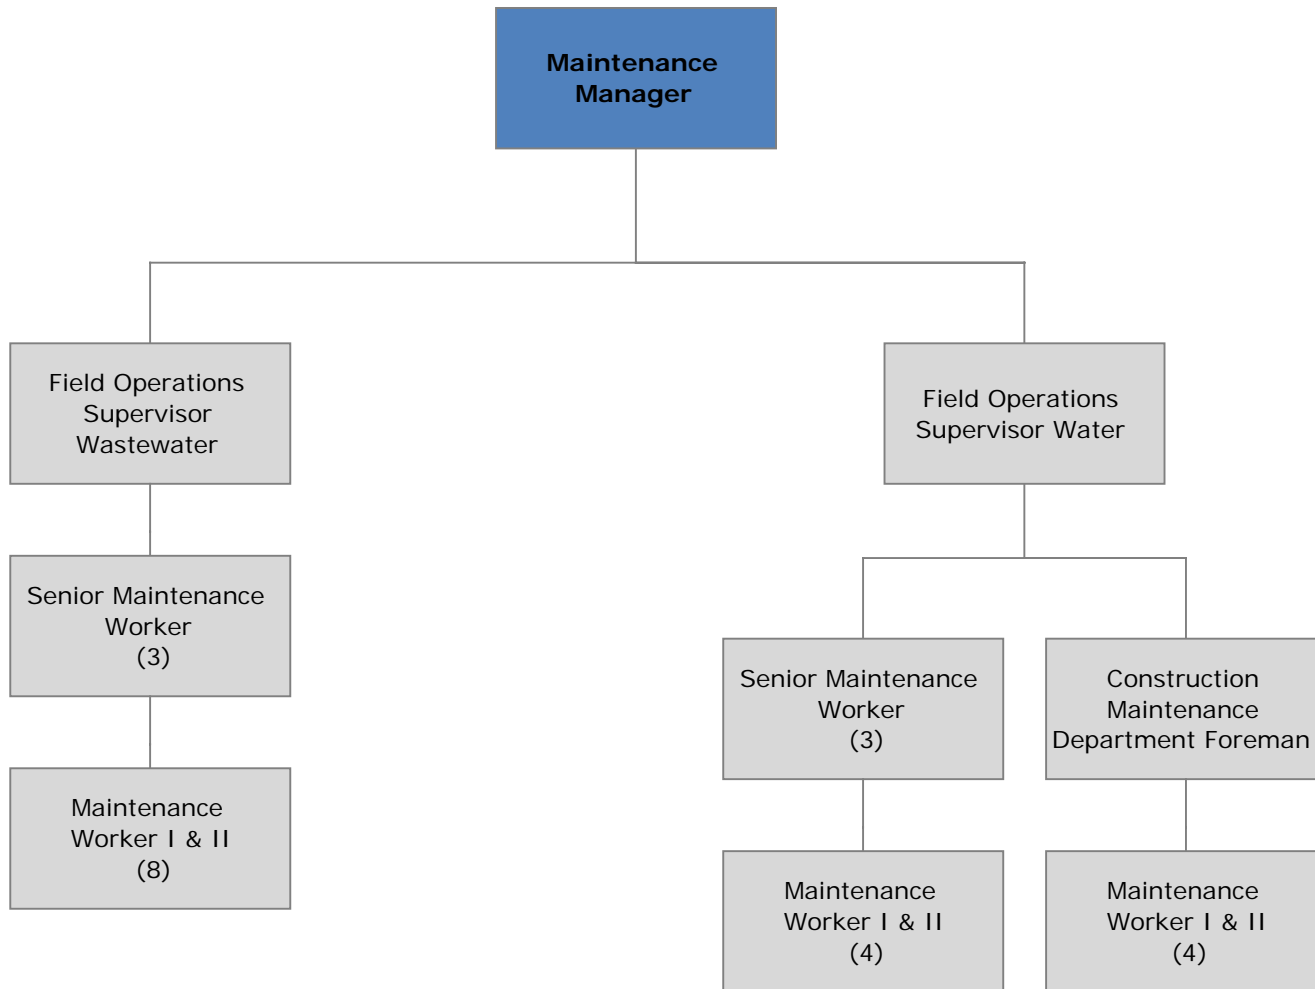 Maintenance
Manager
Field Operations
Supervisor
Wastewater
Field Operations
Supervisor Water
Senior Maintenance
Worker
(3)
Senior Maintenance
Worker
(3)
Construction
Maintenance
Department Foreman
Maintenance
Worker I & II
(8)
Maintenance
Worker I & II
(4)
Maintenance
Worker I & II
(4)